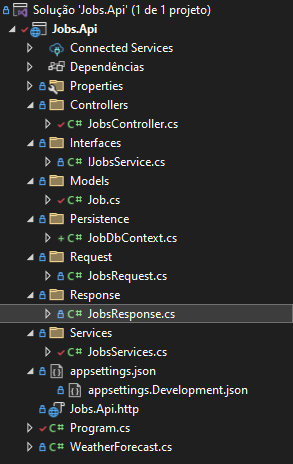 Solução 'Jobs.Api' (1 de 1 projeto)
Jobs.Api
Connected Services
Dependências
Properties
Controllers
C# JobsController.cs
Interfaces
C# IJobsService.cs
Models
C# Job.cs
Persistence
C# JobDbContext.cs
Request
C# JobsRequest.cs
Response
C# JobsResponse.cs
Services
C# JobsServices.cs
appsettings.json
appsettings.Development.json
Jobs.Api.http
C# Program.cs
C# WeatherForecast.cs